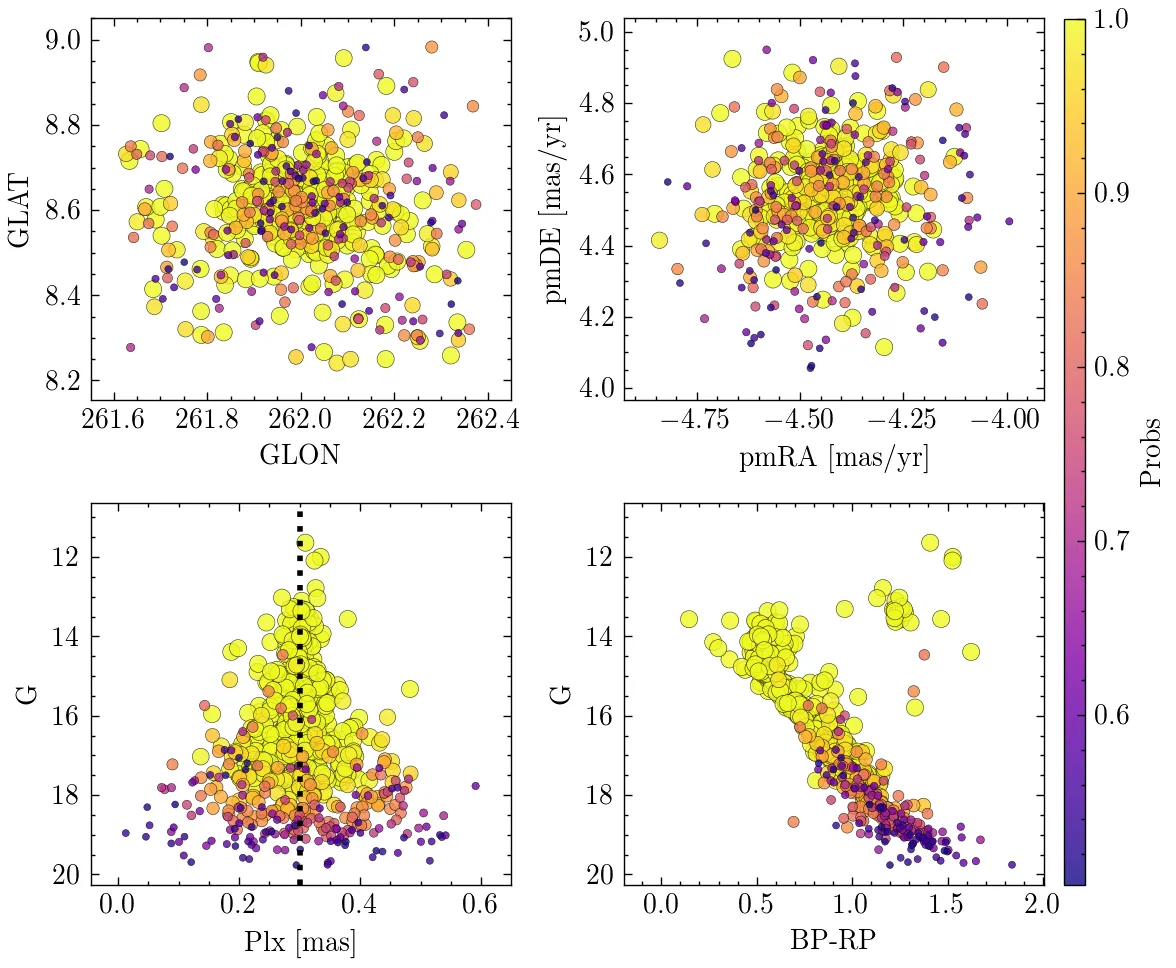 9.0
8.8
8.6
8.4
8.2
GLAT
261.6 261.8 262.0 262.2 262.4
GLON
5.0
4.8
4.6
4.4
4.2
4.0
pmDE [mas/yr]
−4.75 −4.50 −4.25 −4.00
pmRA [mas/yr]
1.0
0.9
0.8
0.7
0.6
Probs
12
14
16
18
20
G
0.0 0.2 0.4 0.6
Plx [mas]
12
14
16
18
20
G
0.0 0.5 1.0 1.5 2.0
BP-RP